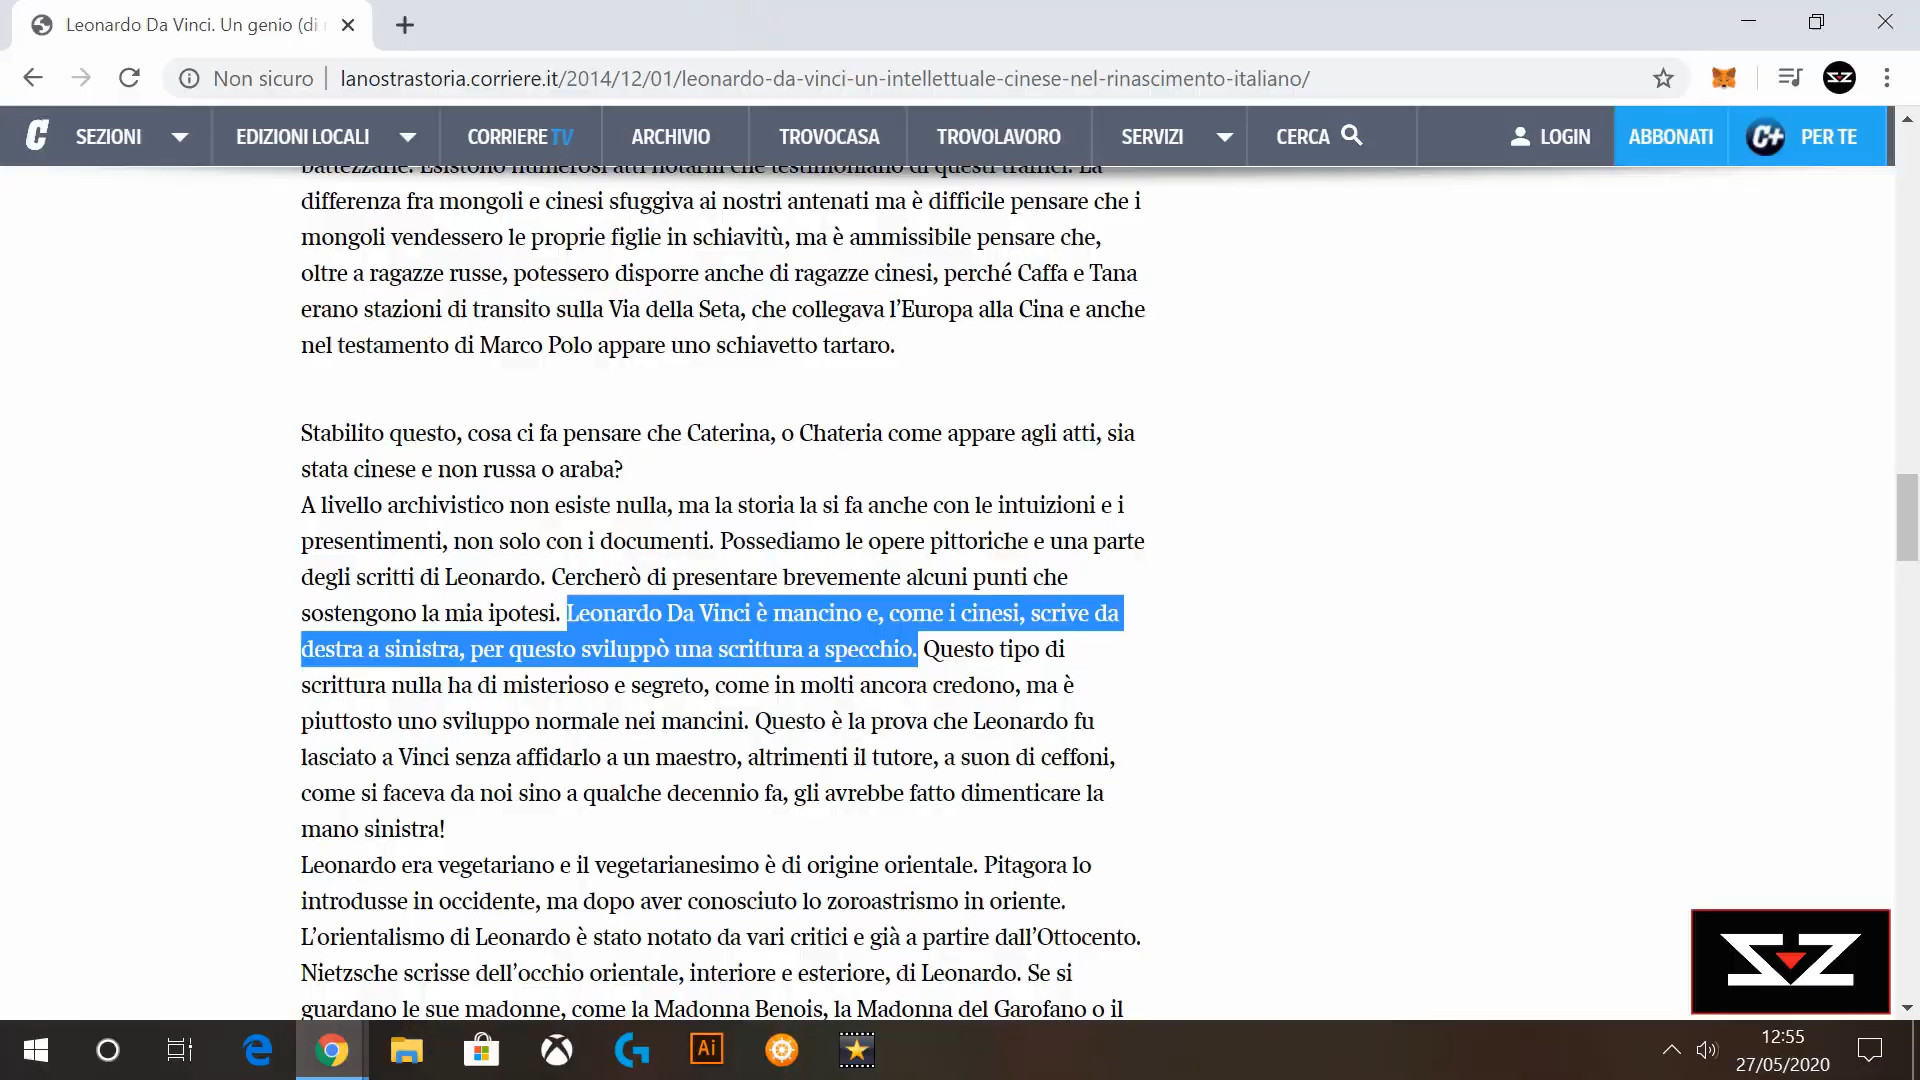 Leonardo Da Vinci. Un genio (di
Non sicuro
lanostrastoria.corriere.it/2014/12/01/leonardo-da-vinci-un-intellettuale-cinese-nel-rinascimento-italiano/
SEZIONI EDIZIONI LOCALI CORRIERE TV ARCHIVIO TROVOCASA TROVOLAVORO SERVIZI CERCA LOGIN ABBONATI C+ PER TE
battezzarle. Esistono numerosi atti notarili che testimoniano di questi traffici. La
differenza fra mongoli e cinesi sfuggiva ai nostri antenati ma è difficile pensare che i
mongoli vendessero le proprie figlie in schiavitù, ma è ammissibile pensare che,
oltre a ragazze russe, potessero disporre anche di ragazze cinesi, perché Caffa e Tana
erano stazioni di transito sulla Via della Seta, che collegava l’Europa alla Cina e anche
nel testamento di Marco Polo appare uno schiavetto tartaro.
Stabilito questo, cosa ci fa pensare che Caterina, o Chateria come appare agli atti, sia
stata cinese e non russa o araba?
A livello archivistico non esiste nulla, ma la storia la si fa anche con le intuizioni e i
presentimenti, non solo con i documenti. Possediamo le opere pittoriche e una parte
degli scritti di Leonardo. Cercherò di presentare brevemente alcuni punti che
sostengono la mia ipotesi. Leonardo Da Vinci è mancino e, come i cinesi, scrive da
destra a sinistra, per questo sviluppò una scrittura a specchio. Questo tipo di
scrittura nulla ha di misterioso e segreto, come in molti ancora credono, ma è
piuttosto uno sviluppo normale nei mancini. Questo è la prova che Leonardo fu
lasciato a Vinci senza affidarlo a un maestro, altrimenti il tutore, a suon di ceffoni,
come si faceva da noi sino a qualche decennio fa, gli avrebbe fatto dimenticare la
mano sinistra!
Leonardo era vegetariano e il vegetarianesimo è di origine orientale. Pitagora lo
introdusse in occidente, ma dopo aver conosciuto lo zoroastrismo in oriente.
L’orientalismo di Leonardo è stato notato da vari critici e già a partire dall’Ottocento.
Nietzsche scrisse dell’occhio orientale, interiore e esteriore, di Leonardo. Se si
guardano le sue madonne, come la Madonna Benois, la Madonna del Garofano o il
Ai
12:55
27/05/2020